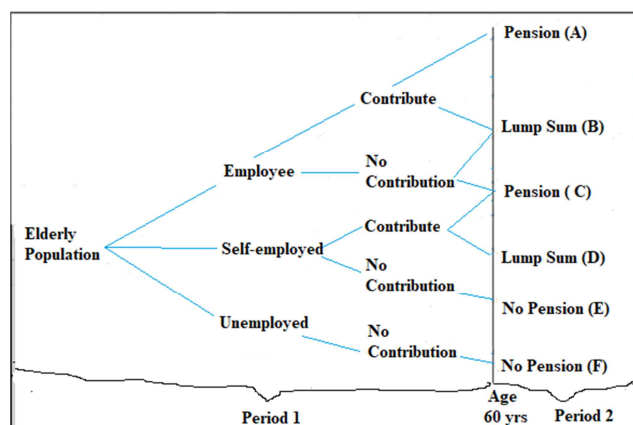 Pension (A)
Contribute
Lump Sum (B)
No
Contribution
Employee
Pension ( C)
Elderly
Population
Self-employed
Contribute
Lump Sum (D)
No
Contribution
No Pension (E)
Unemployed
No
Contribution
No Pension (F)
Period 1
Age
60 yrs
Period 2